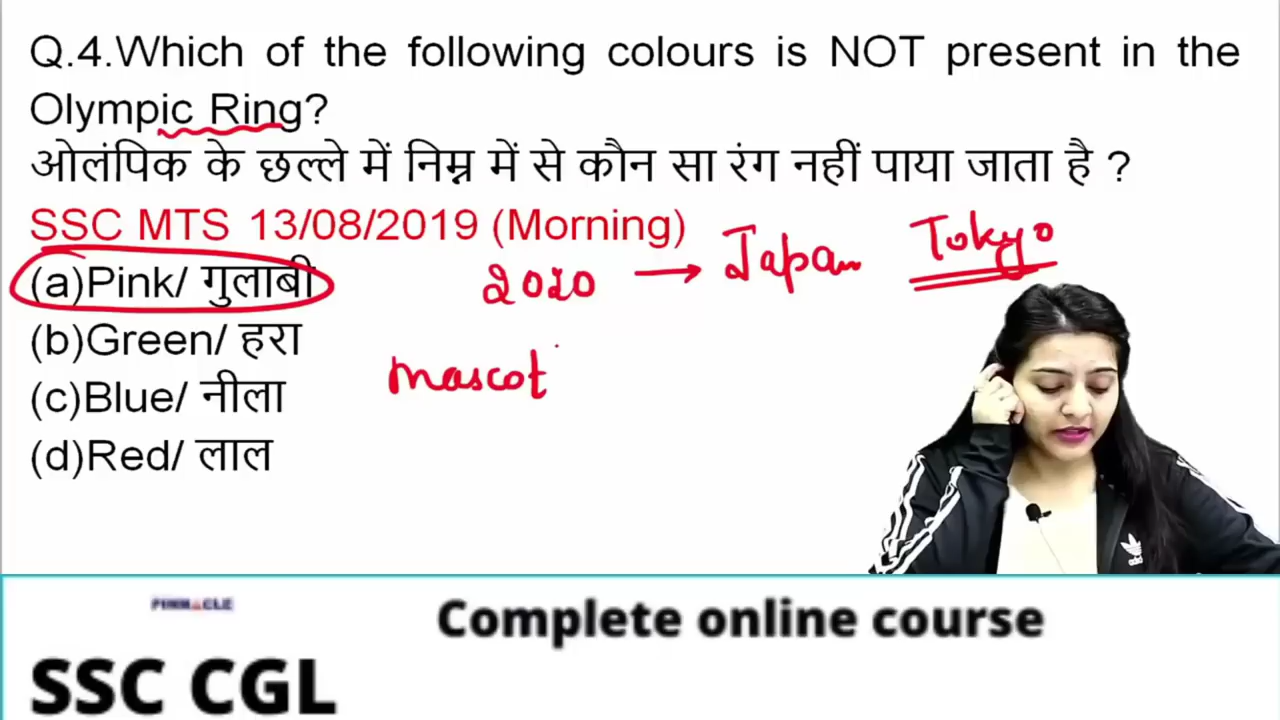 Q.4.Which of the following colours is NOT present in the
Olympic Ring?
ओलंपिक के छल्ले में निम्न में से कौन सा रंग नहीं पाया जाता है ?
SSC MTS 13/08/2019 (Morning)
2020 → Japan Tokyo
(a)Pink/ गुलाबी
(b)Green/ हरा
mascot
(c)Blue/ नीला
(d)Red/ लाल
PINNACLE
Complete online course
SSC CGL